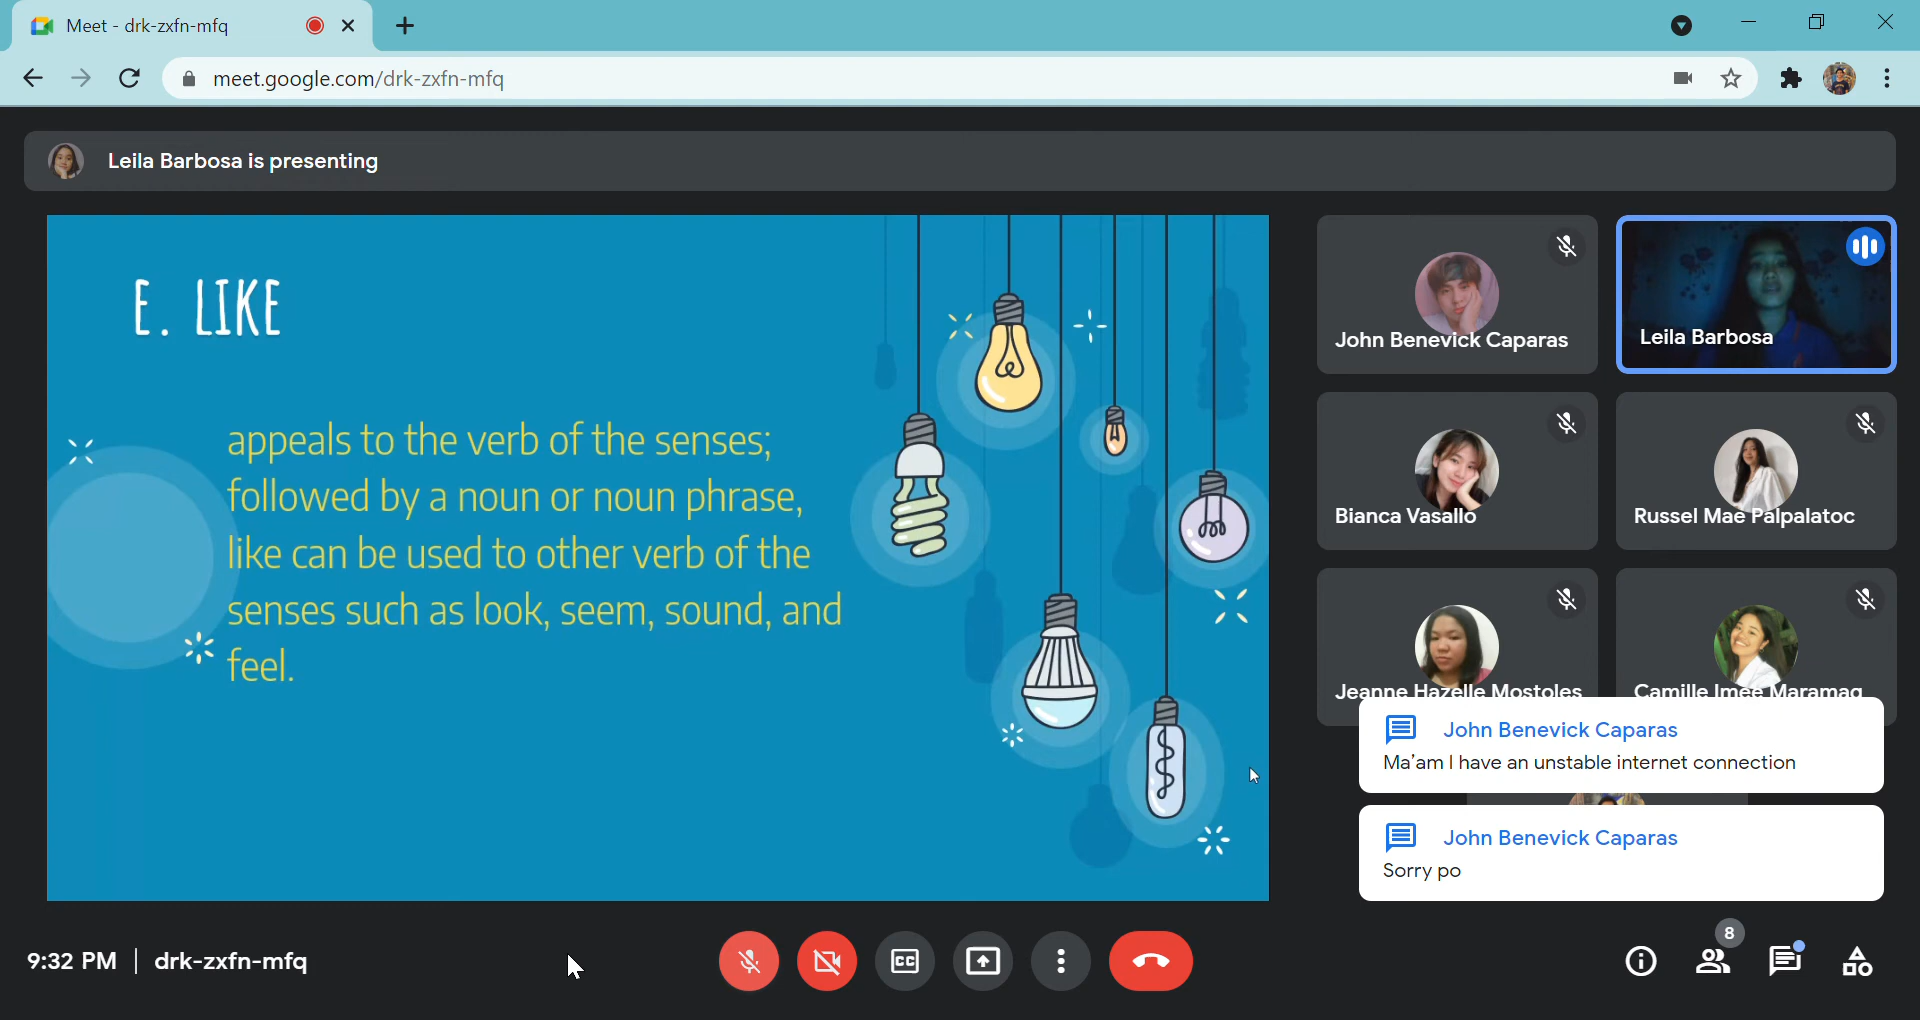 Meet - drk-zxfn-mfq
meet.google.com/drk-zxfn-mfq
Leila Barbosa is presenting
E. LIKE
appeals to the verb of the senses;
followed by a noun or noun phrase,
like can be used to other verb of the
senses such as look, seem, sound, and
feel.
John Benevick Caparas
Leila Barbosa
Bianca Vasallo
Russel Mae Palpalatoc
Jeanne Hazelle Mostoles
Camille Imee Maramag
John Benevick Caparas
Ma'am I have an unstable internet connection
John Benevick Caparas
Sorry po
9:32 PM | drk-zxfn-mfq
CC
8